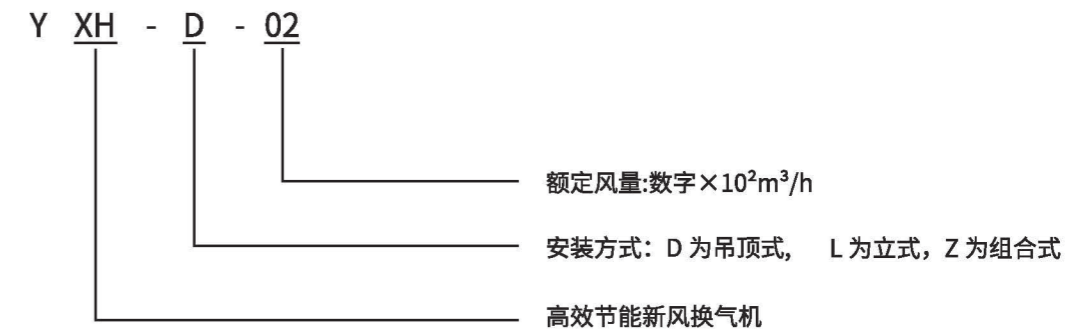 Y XH - D - 02
额定风量:数字×10²m³/h
安装方式：D 为吊顶式, L 为立式，Z 为组合式
高效节能新风换气机